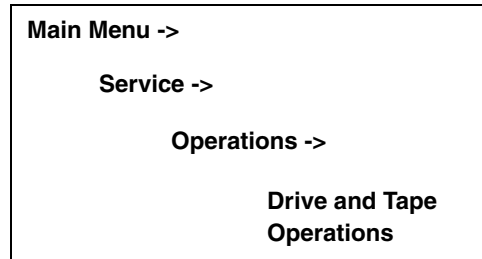 Main Menu ->
Service ->
Operations ->
Drive and Tape
Operations